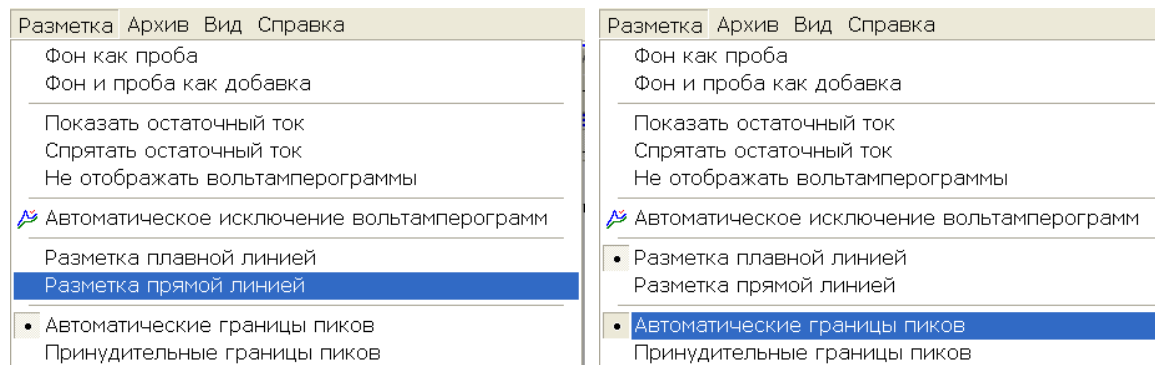 Разметка Архив Вид Справка
Фон как проба
Фон и проба как добавка
Показать остаточный ток
Спрятать остаточный ток
Не отображать вольтамперограммы
Автоматическое исключение вольтамперограмм
Разметка плавной линией
Разметка прямой линией
Автоматические границы пиков
Принудительные границы пиков
Разметка Архив Вид Справка
Фон как проба
Фон и проба как добавка
Показать остаточный ток
Спрятать остаточный ток
Не отображать вольтамперограммы
Автоматическое исключение вольтамперограмм
Разметка плавной линией
Разметка прямой линией
Автоматические границы пиков
Принудительные границы пиков